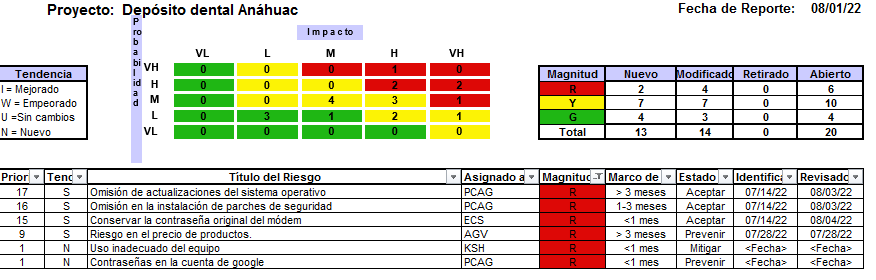 Proyecto: Depósito dental Anáhuac
Fecha de Reporte: 08/01/22
Probabilidad
Impacto
VL L M H VH
VH 0 0 0 1 0
H 0 0 0 2 2
M 0 0 4 3 1
L 0 3 1 2 1
VL 0 0 0 0 0
Tendencia
I = Mejorado
W = Empeorado
U =Sin cambios
N = Nuevo
Magnitud Nuevo Modificado Retirado Abierto
R 2 4 0 6
Y 7 7 0 10
G 4 3 0 4
Total 13 14 0 20
Priori Tend Título del Riesgo Asignado a Magnitud Marco de Estado Identifica Revisado
17 S Omisión de actualizaciones del sistema operativo PCAG R > 3 meses Aceptar 07/14/22 08/03/22
16 S Omisión en la instalación de parches de seguridad PCAG R 1-3 meses Aceptar 07/14/22 08/03/22
15 S Conservar la contraseña original del módem ECS R <1 mes Aceptar 07/14/22 08/04/22
9 S Riesgo en el precio de productos. AGV R > 3 meses Prevenir 07/28/22 07/28/22
1 N Uso inadecuado del equipo KSH R <1 mes Mitigar <Fecha> <Fecha>
1 N Contraseñas en la cuenta de google PCAG R <1 mes Prevenir <Fecha> <Fecha>